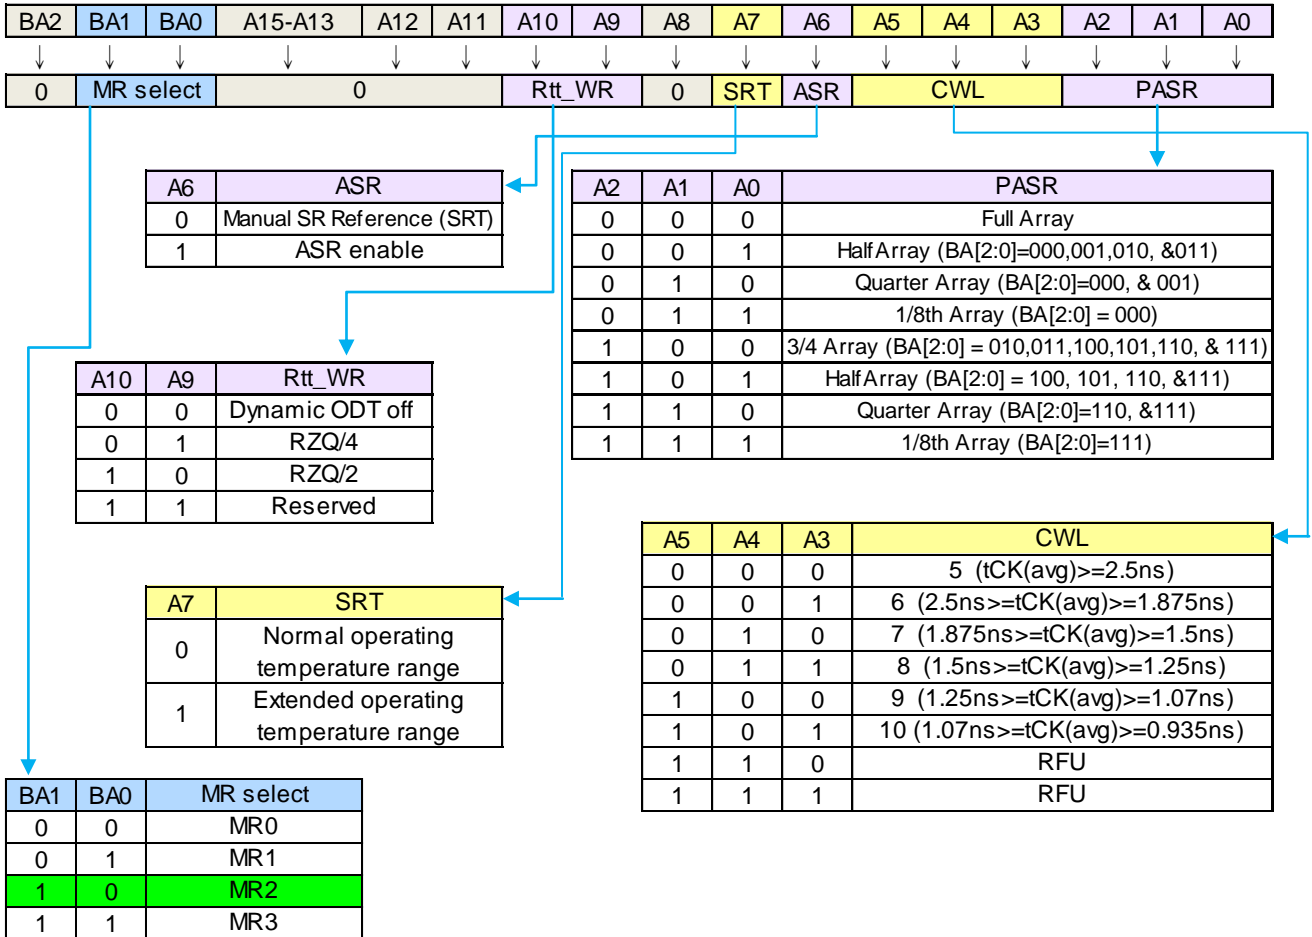 BA2 BA1 BA0 A15-A13 A12 A11 A10 A9 A8 A7 A6 A5 A4 A3 A2 A1 A0
0 MR select 0 Rtt_WR 0 SRT ASR CWL PASR
A6 ASR
0 Manual SR Reference (SRT)
1 ASR enable
A2 A1 A0 PASR
0 0 0 Full Array
0 0 1 Half Array (BA[2:0]=000,001,010, &011)
0 1 0 Quarter Array (BA[2:0]=000, & 001)
0 1 1 1/8th Array (BA[2:0] = 000)
1 0 0 3/4 Array (BA[2:0] = 010,011,100,101,110, & 111)
1 0 1 Half Array (BA[2:0] = 100, 101, 110, &111)
1 1 0 Quarter Array (BA[2:0]=110, &111)
1 1 1 1/8th Array (BA[2:0]=111)
A10 A9 Rtt_WR
0 0 Dynamic ODT off
0 1 RZQ/4
1 0 RZQ/2
1 1 Reserved
A5 A4 A3 CWL
0 0 0 5 (tCK(avg)>=2.5ns)
0 0 1 6 (2.5ns>=tCK(avg)>=1.875ns)
0 1 0 7 (1.875ns>=tCK(avg)>=1.5ns)
0 1 1 8 (1.5ns>=tCK(avg)>=1.25ns)
1 0 0 9 (1.25ns>=tCK(avg)>=1.07ns)
1 0 1 10 (1.07ns>=tCK(avg)>=0.935ns)
1 1 0 RFU
1 1 1 RFU
A7 SRT
0 Normal operating
temperature range
1 Extended operating
temperature range
BA1 BA0 MR select
0 0 MR0
0 1 MR1
1 0 MR2
1 1 MR3